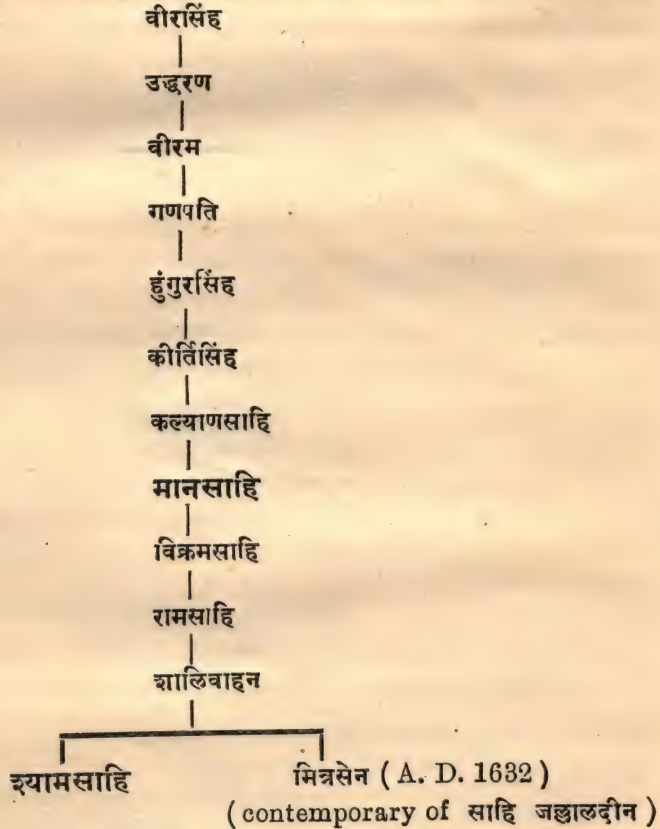 वीरसिंह
उद्धरण
वीरम
गणपति
हुंगुरसिंह
कीर्तिसिंह
कल्याणसाहि
मानसाहि
विक्रमसाहि
रामसाहि
शालिवाहन
श्यामसाहि मित्रसेन ( A. D. 1632 )
( contemporary of साहि जल्लालदीन )